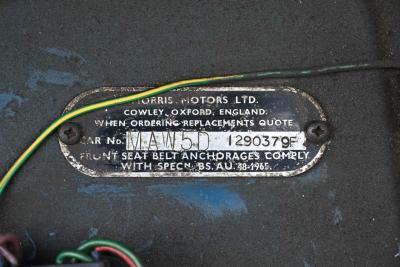 MORRIS MOTORS LTD.
COWLEY, OXFORD, ENGLAND
WHEN ORDERING REPLACEMENTS QUOTE
CAR No. MAW5D 1290379F
FRONT SEAT BELT ANCHORAGES COMPLY
WITH SPECN. BS. AU. 48-1965.